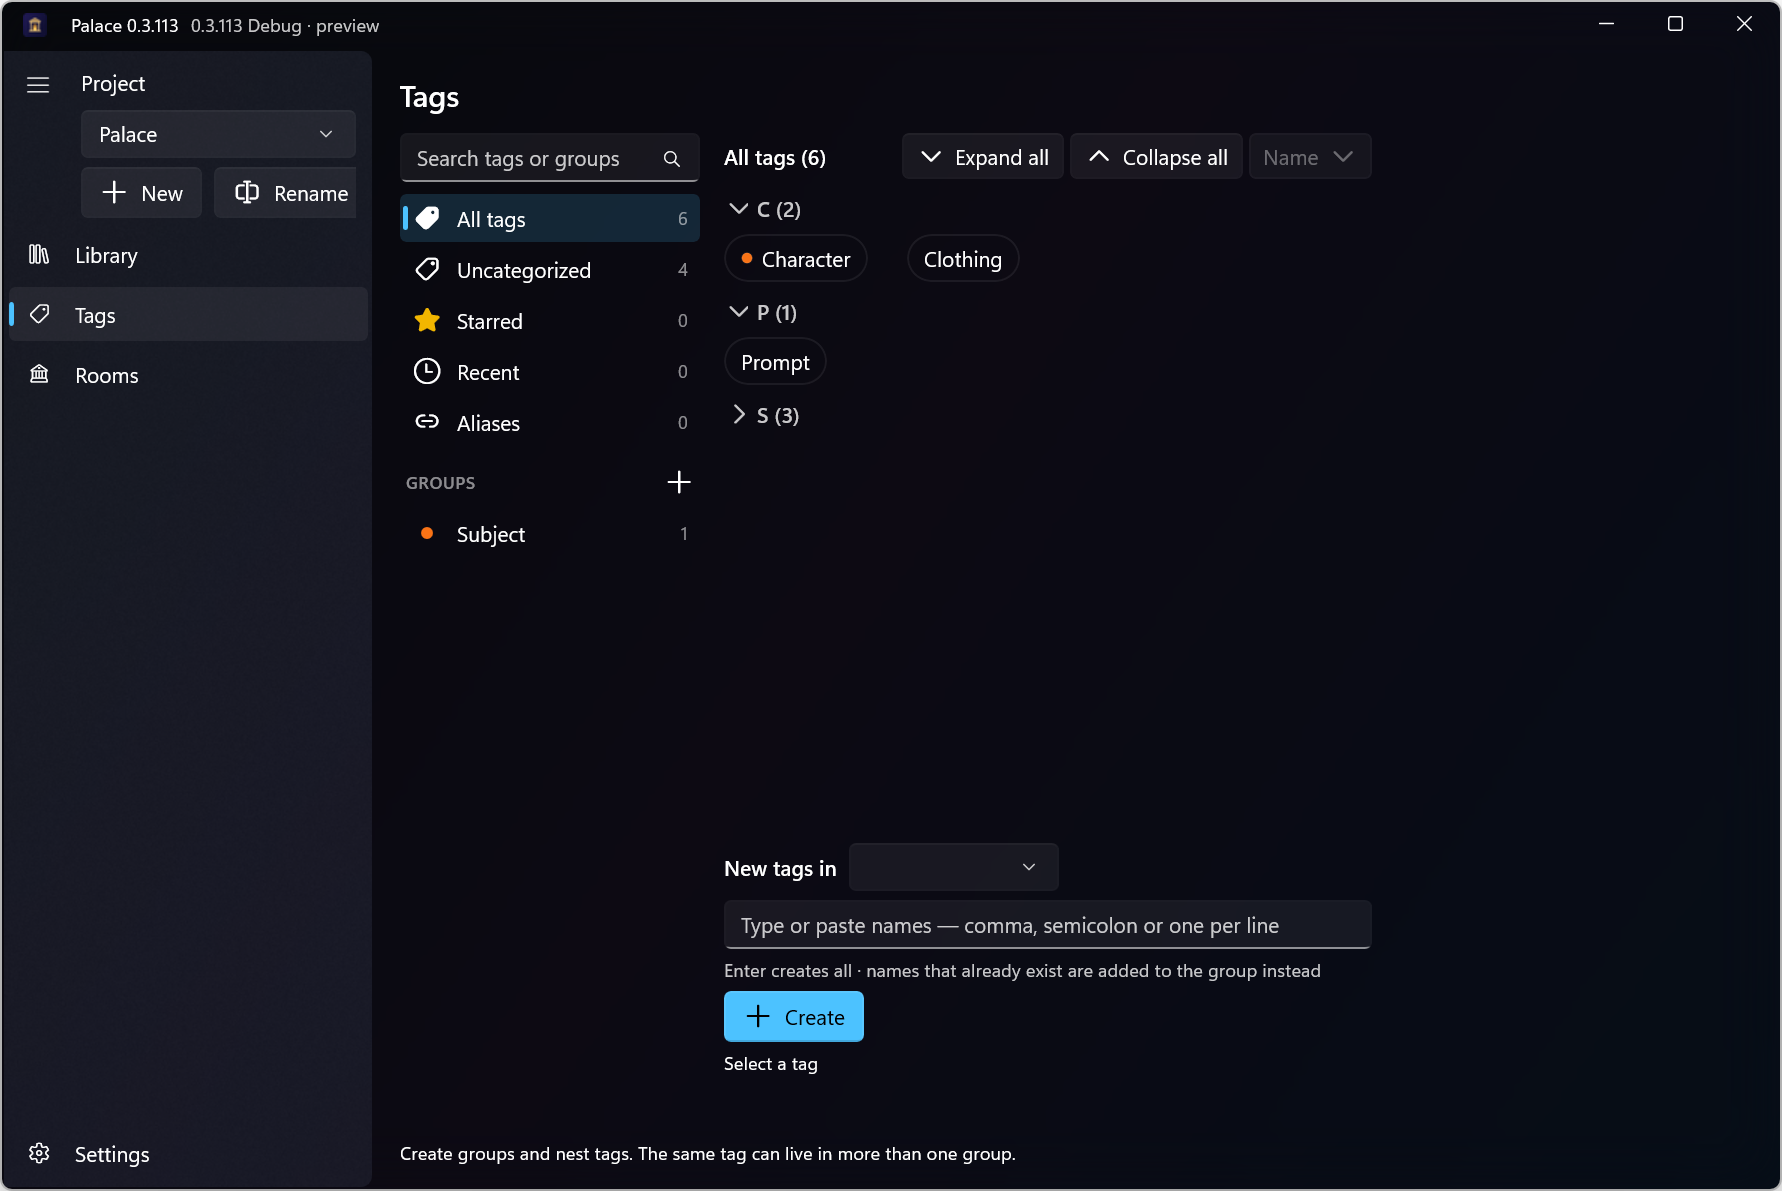 Palace 0.3.113 0.3.113 Debug · preview
Project
Palace
New
Rename
Library
Tags
Rooms
Settings
Tags
Search tags or groups
All tags 6
Uncategorized 4
Starred 0
Recent 0
Aliases 0
GROUPS
Subject 1
All tags (6)
Expand all
Collapse all
Name
C (2)
Character
Clothing
P (1)
Prompt
S (3)
New tags in
Type or paste names — comma, semicolon or one per line
Enter creates all · names that already exist are added to the group instead
Create
Select a tag
Create groups and nest tags. The same tag can live in more than one group.